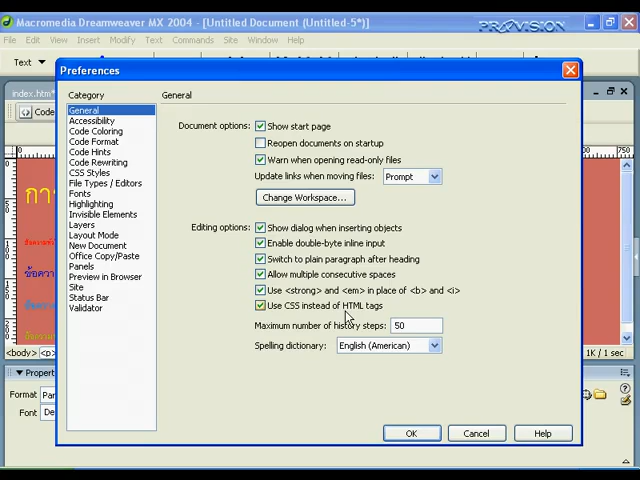 Macromedia Dreamweaver MX 2004 - [Untitled Document (Untitled-5*)]
PROVISION
File Edit View Insert Modify Text Commands Site Window Help
Text
Preferences
index.htm*
Code
Category
General
Accessibility
Code Coloring
Code Format
Code Hints
Code Rewriting
CSS Styles
File Types / Editors
Fonts
Highlighting
Invisible Elements
Layers
Layout Mode
New Document
Office Copy/Paste
Panels
Preview in Browser
Site
Status Bar
Validator
General
Document options: Show start page
Reopen documents on startup
Warn when opening read-only files
Update links when moving files: Prompt
Change Workspace...
Editing options: Show dialog when inserting objects
Enable double-byte inline input
Switch to plain paragraph after heading
Allow multiple consecutive spaces
Use <strong> and <em> in place of <b> and <i>
Use CSS instead of HTML tags
Maximum number of history steps: 50
Spelling dictionary: English (American)
OK Cancel Help
750
<body> <p>
1K / 1 sec
Format
Font